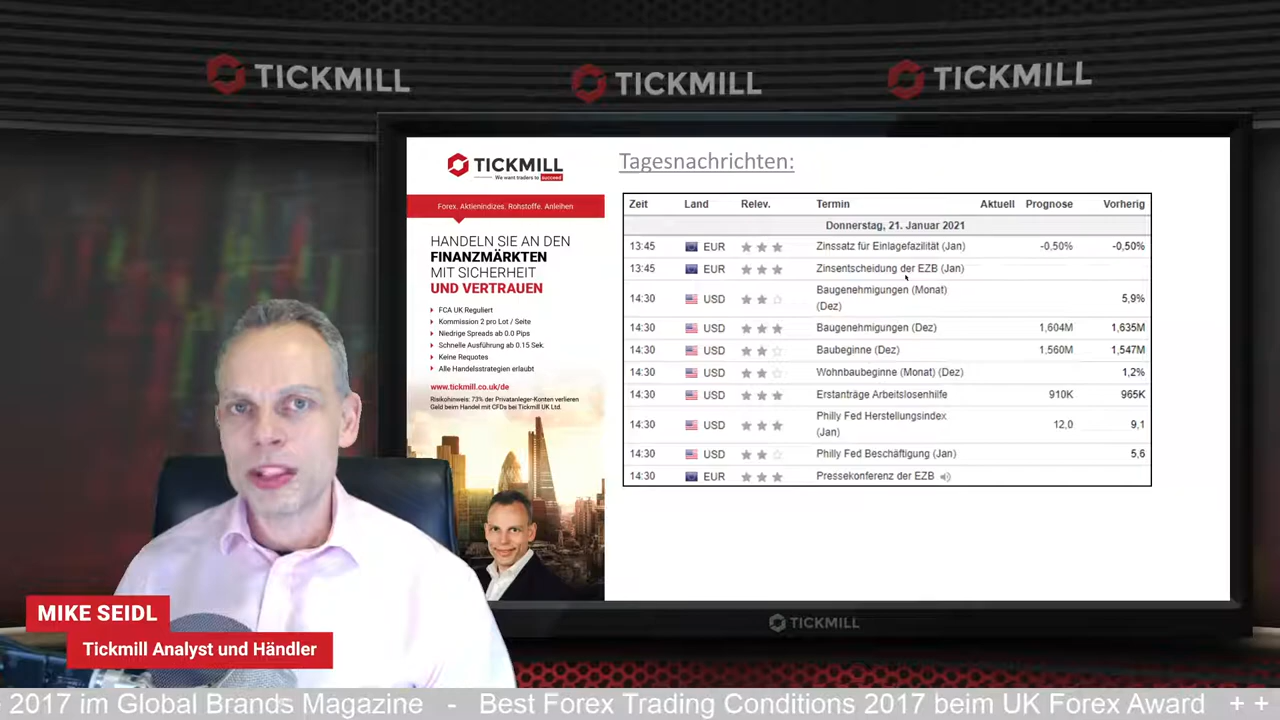 TICKMILL
TICKMILL
TICKMILL
TICKMILL
We want traders to succeed
Forex. Aktienindizes. Rohstoffe. Anleihen
HANDELN SIE AN DEN
FINANZMÄRKTEN
MIT SICHERHEIT
UND VERTRAUEN
FCA UK Reguliert
Kommission 2 pro Lot / Seite
Niedrige Spreads ab 0.0 Pips
Schnelle Ausführung ab 0.15 Sek.
Keine Requotes
Alle Handelsstrategien erlaubt
www.tickmill.co.uk/de
Risikohinweis: 73% der Privatanleger-Konten verlieren
Geld beim Handel mit CFDs bei Tickmill UK Ltd.
Tagesnachrichten:
Zeit Land Relev. Termin Aktuell Prognose Vorherig
Donnerstag, 21. Januar 2021
13:45 EUR Zinssatz für Einlagefazilität (Jan) -0,50% -0,50%
13:45 EUR Zinsentscheidung der EZB (Jan)
14:30 USD Baugenehmigungen (Monat)
(Dez) 5,9%
14:30 USD Baugenehmigungen (Dez) 1,604M 1,635M
14:30 USD Baubeginne (Dez) 1,560M 1,547M
14:30 USD Wohnbaubeginne (Monat) (Dez) 1,2%
14:30 USD Erstanträge Arbeitslosenhilfe 910K 965K
14:30 USD Philly Fed Herstellungsindex
(Jan) 12,0 9,1
14:30 USD Philly Fed Beschäftigung (Jan) 5,6
14:30 EUR Pressekonferenz der EZB
TICKMILL
MIKE SEIDL
Tickmill Analyst und Händler
2017 im Global Brands Magazine - Best Forex Trading Conditions 2017 beim UK Forex Award + +